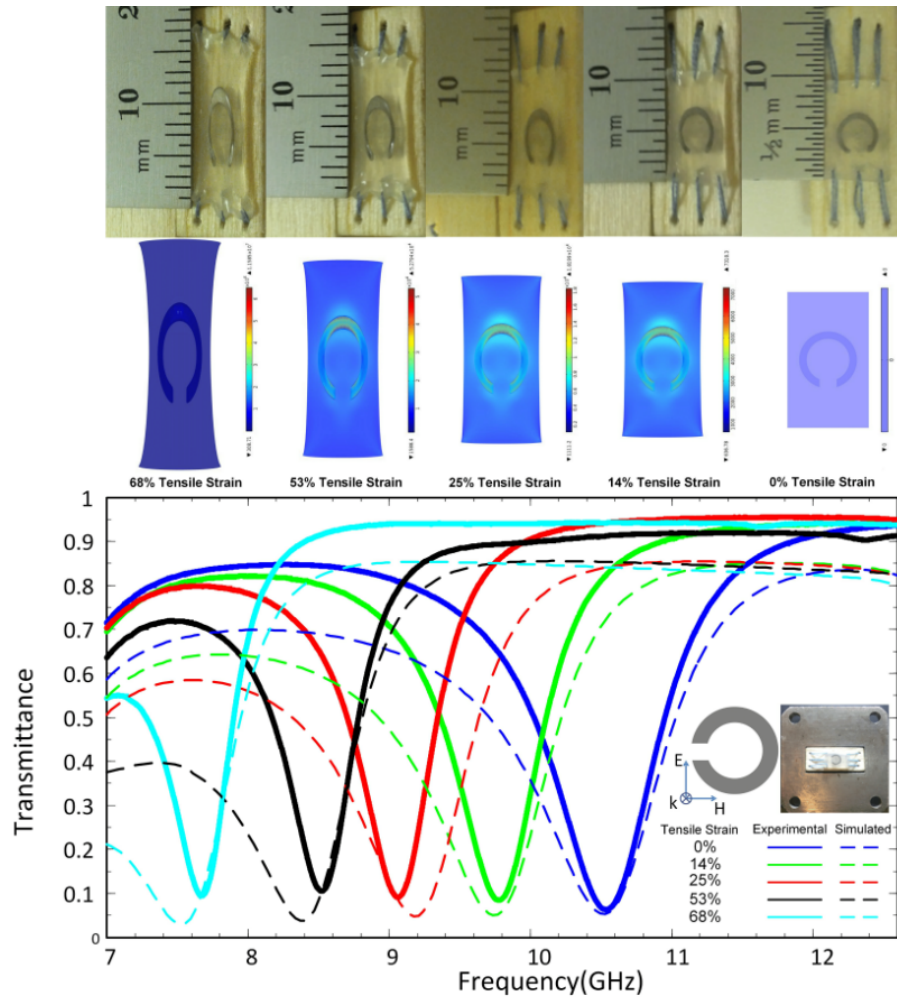 10
mm
2
10
mm
10
mm
10
mm
10
½ mm
68% Tensile Strain
53% Tensile Strain
25% Tensile Strain
14% Tensile Strain
0% Tensile Strain
1
0.9
0.8
0.7
0.6
0.5
0.4
0.3
0.2
0.1
0
Transmittance
E
k
H
Tensile Strain Experimental Simulated
0%
14%
25%
53%
68%
7 8 9 10 11 12
Frequency(GHz)